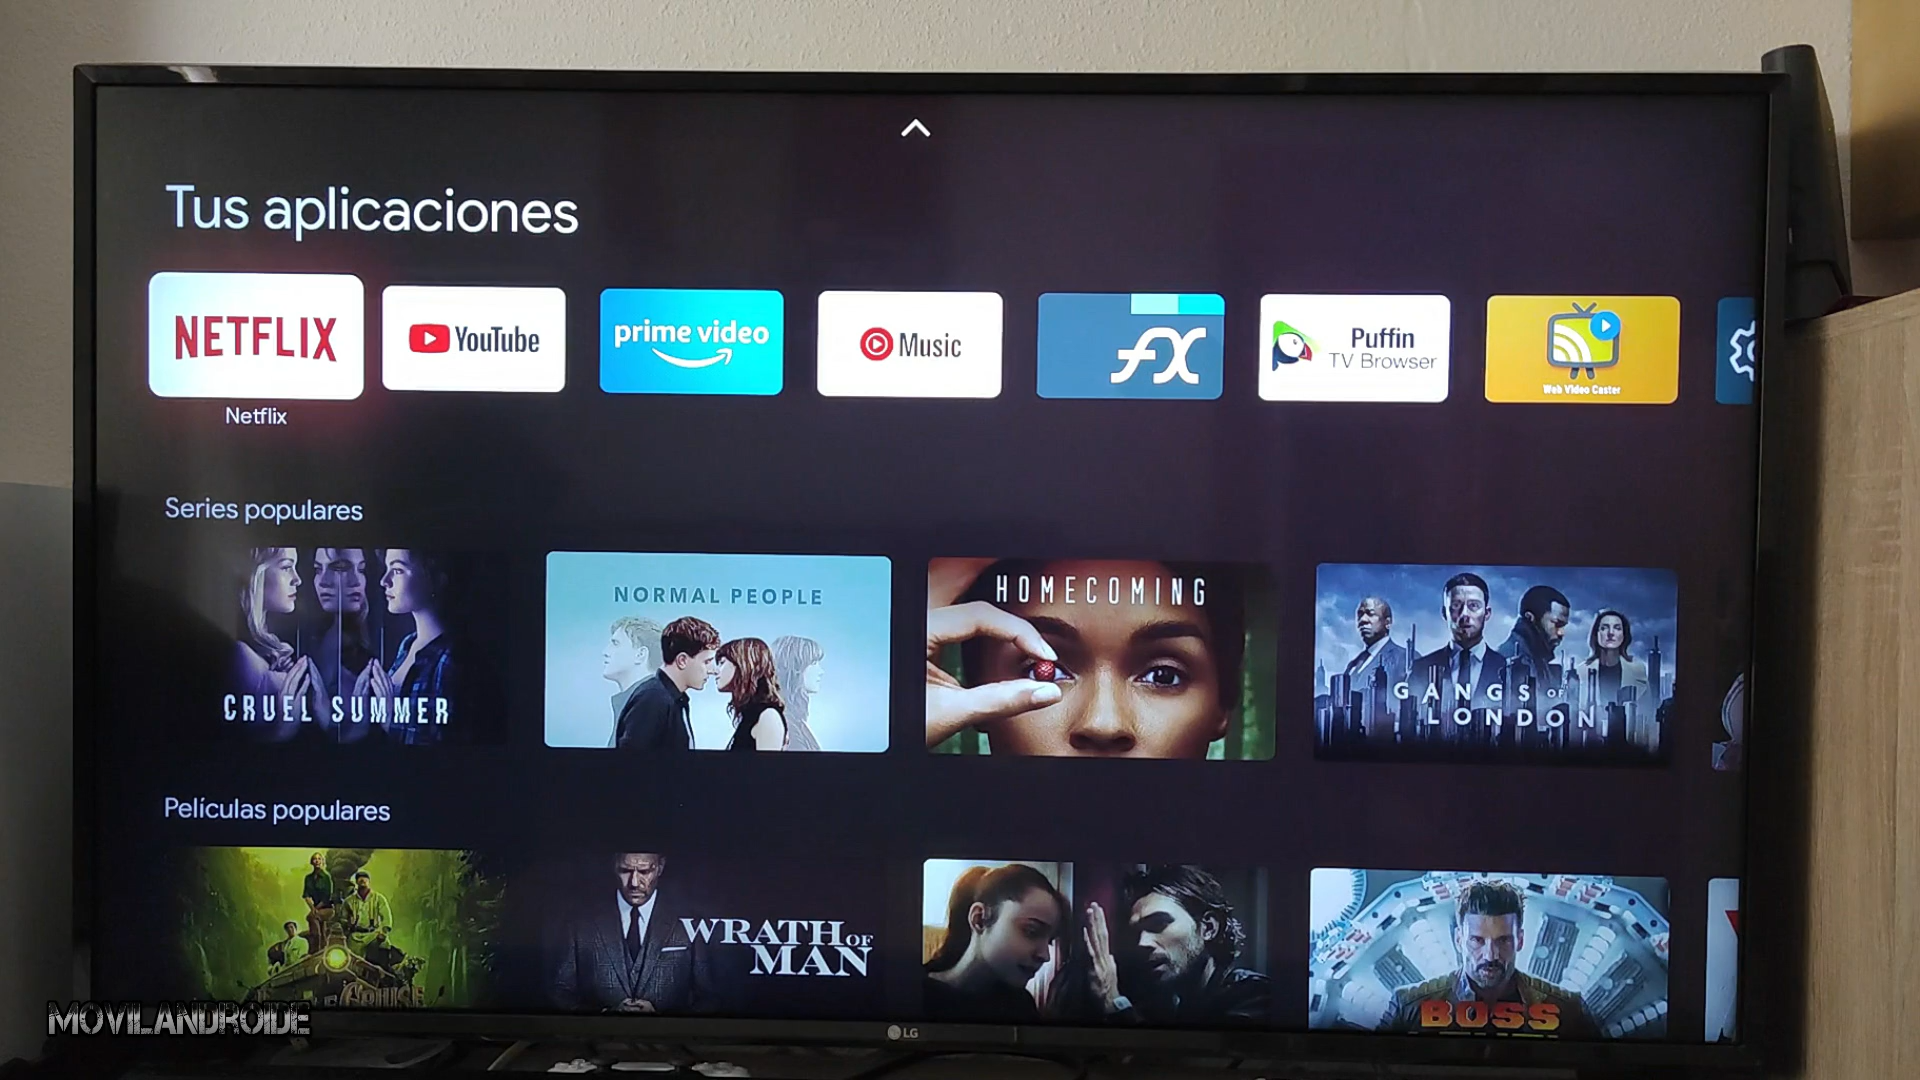 Tus aplicaciones
NETFLIX
YouTube
prime video
Music
fX
Puffin
TV Browser
Web Video Caster
Netflix
Series populares
CRUEL SUMMER
NORMAL PEOPLE
HOMECOMING
GANGS OF
LONDON
Películas populares
WRATH OF
MAN
BOSS
MOVILANDROIDE
LG